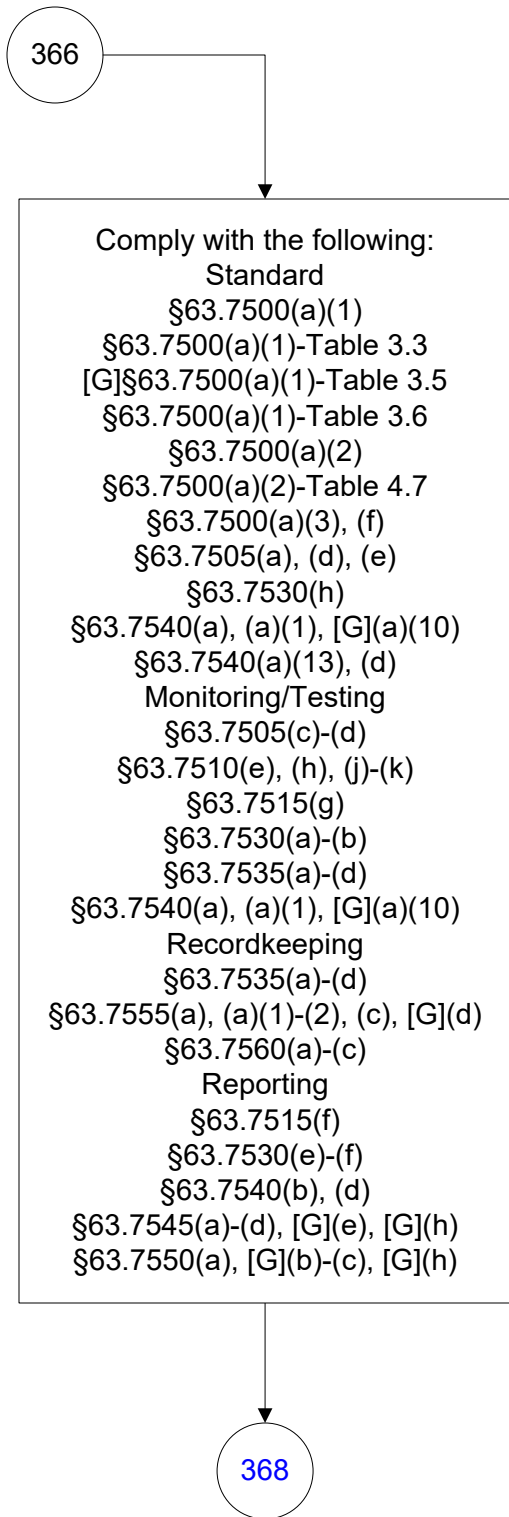 366
Comply with the following:
Standard
§63.7500(a)(1)
§63.7500(a)(1)-Table 3.3
[G]§63.7500(a)(1)-Table 3.5
§63.7500(a)(1)-Table 3.6
§63.7500(a)(2)
§63.7500(a)(2)-Table 4.7
§63.7500(a)(3), (f)
§63.7505(a), (d), (e)
§63.7530(h)
§63.7540(a), (a)(1), [G](a)(10)
§63.7540(a)(13), (d)
Monitoring/Testing
§63.7505(c)-(d)
§63.7510(e), (h), (j)-(k)
§63.7515(g)
§63.7530(a)-(b)
§63.7535(a)-(d)
§63.7540(a), (a)(1), [G](a)(10)
Recordkeeping
§63.7535(a)-(d)
§63.7555(a), (a)(1)-(2), (c), [G](d)
§63.7560(a)-(c)
Reporting
§63.7515(f)
§63.7530(e)-(f)
§63.7540(b), (d)
§63.7545(a)-(d), [G](e), [G](h)
§63.7550(a), [G](b)-(c), [G](h)
368